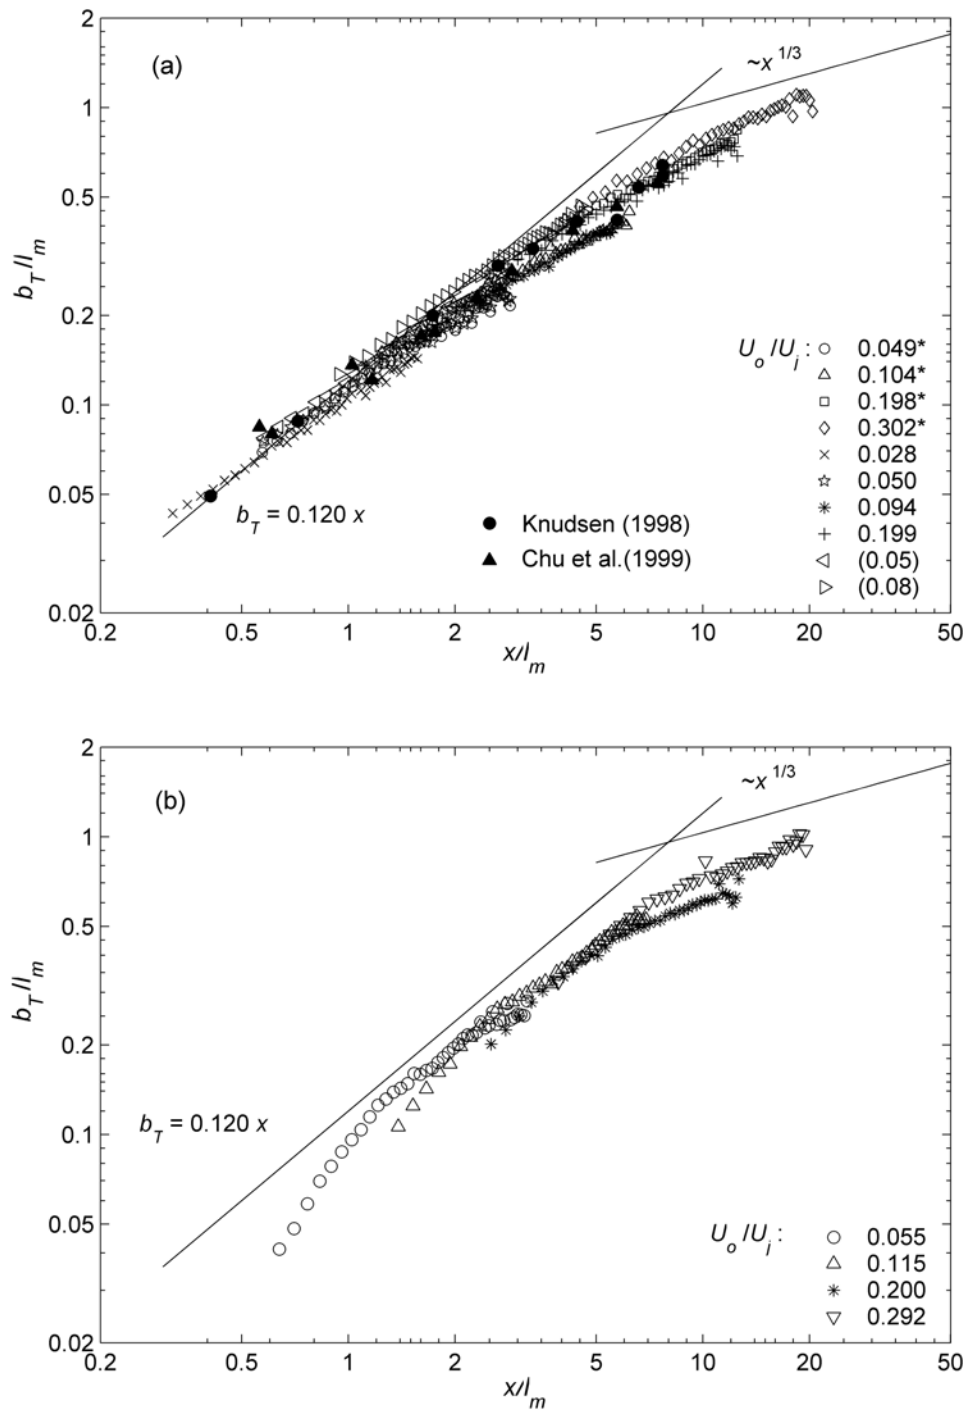 2
(a)
~x 1/3
1
0.5
b_T/l_m
0.2
U_o/U_j :
0.049*
0.104*
0.1
0.198*
0.302*
0.028
0.05
0.050
b_T = 0.120 x
0.094
Knudsen (1998)
0.199
Chu et al.(1999)
(0.05)
(0.08)
0.02
0.2 0.5 1 2 5 10 20 50
x/l_m
2
~x 1/3
(b)
1
0.5
b_T/l_m
0.2
b_T = 0.120 x
0.1
0.05
U_o/U_j :
0.055
0.115
0.200
0.292
0.02
0.2 0.5 1 2 5 10 20 50
x/l_m